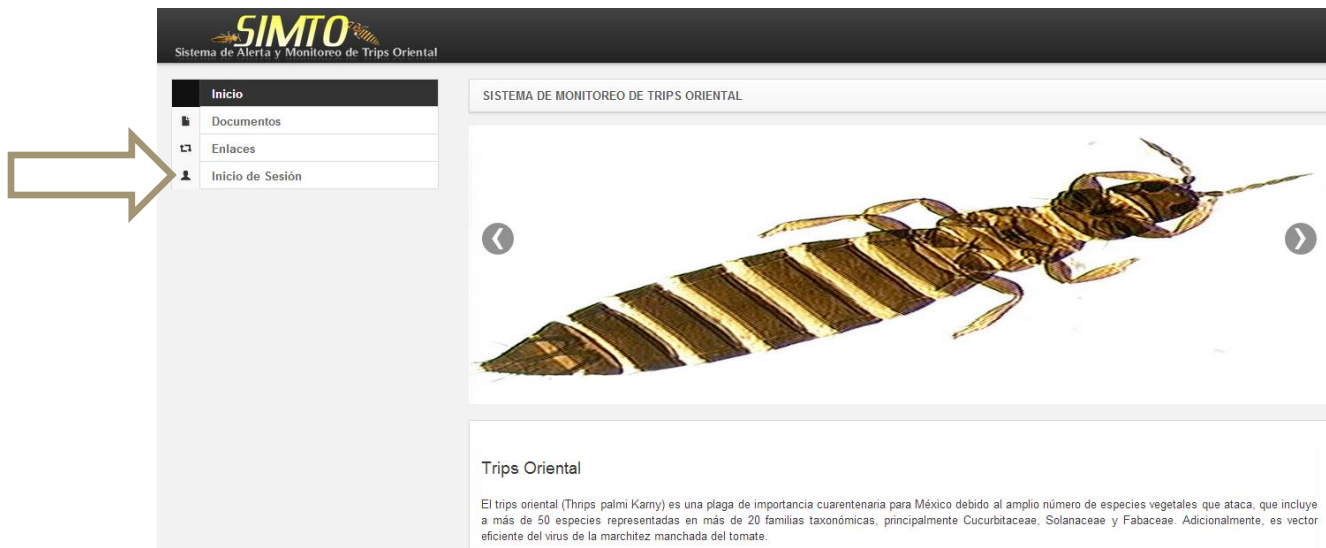 SIMTO
Sistema de Alerta y Monitoreo de Trips Oriental
Inicio
Documentos
Enlaces
Inicio de Sesión
SISTEMA DE MONITOREO DE TRIPS ORIENTAL
Trips Oriental
El trips oriental (Thrips palmi Karny) es una plaga de importancia cuarentenaria para México debido al amplio número de especies vegetales que ataca, que incluye
a más de 50 especies representadas en más de 20 familias taxonómicas, principalmente Cucurbitaceae, Solanaceae y Fabaceae. Adicionalmente, es vector
eficiente del virus de la marchitez manchada del tomate.